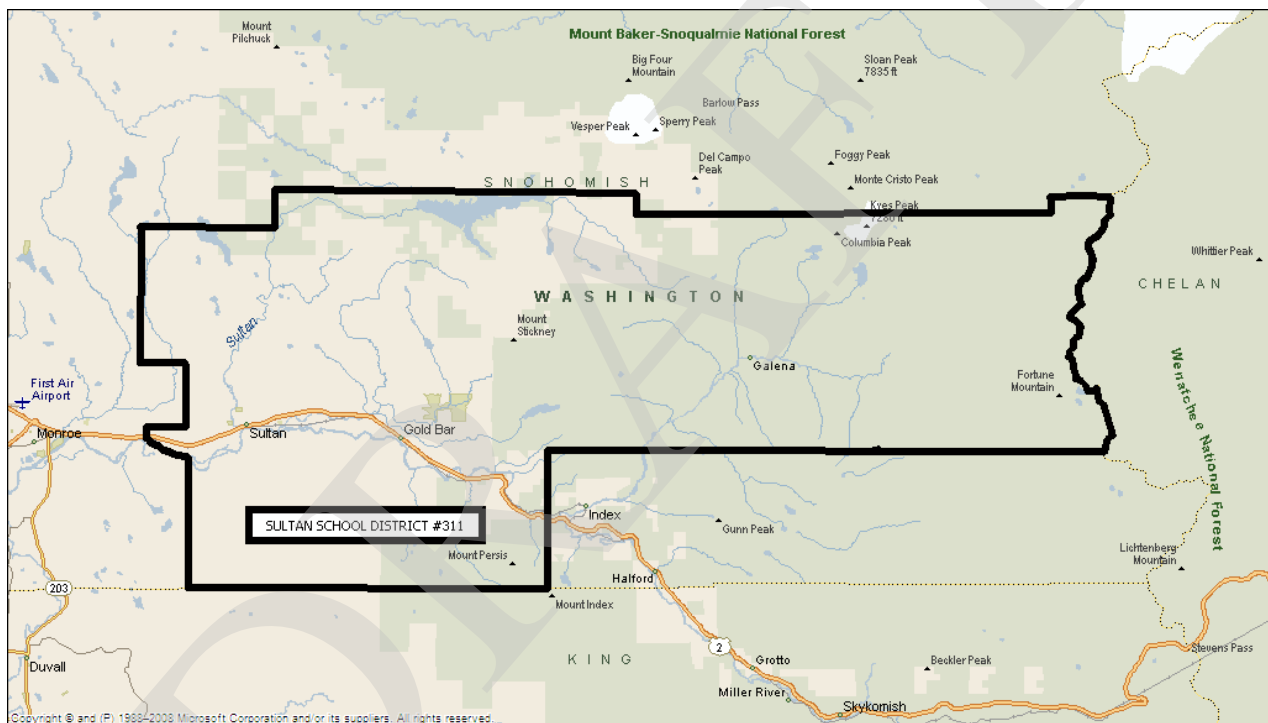 Mount
Pilchuck
Mount Baker-Snoqualmie National Forest
Big Four
Mountain
Sloan Peak
7835 ft
Barlow Pass
Vesper Peak
Sperry Peak
Del Campo
Peak
Foggy Peak
Monte Cristo Peak
SNOHOMISH
Kyes Peak
7280 ft
Columbia Peak
Whittier Peak
CHELAN
WASHINGTON
Sultan
Mount
Stickney
Galena
Fortune
Mountain
Wenatchee National Forest
First Air
Airport
Monroe
Sultan
Gold Bar
SULTAN SCHOOL DISTRICT #311
Index
Gunn Peak
Mount Persis
Lichtenberg
Mountain
Halford
203
Mount Index
2
KING
Duvall
Grotto
Beckler Peak
Stevens Pass
Miller River
Skykomish
Copyright © and (P) 1988-2008 Microsoft Corporation and/or its suppliers. All rights reserved.
DRAFT